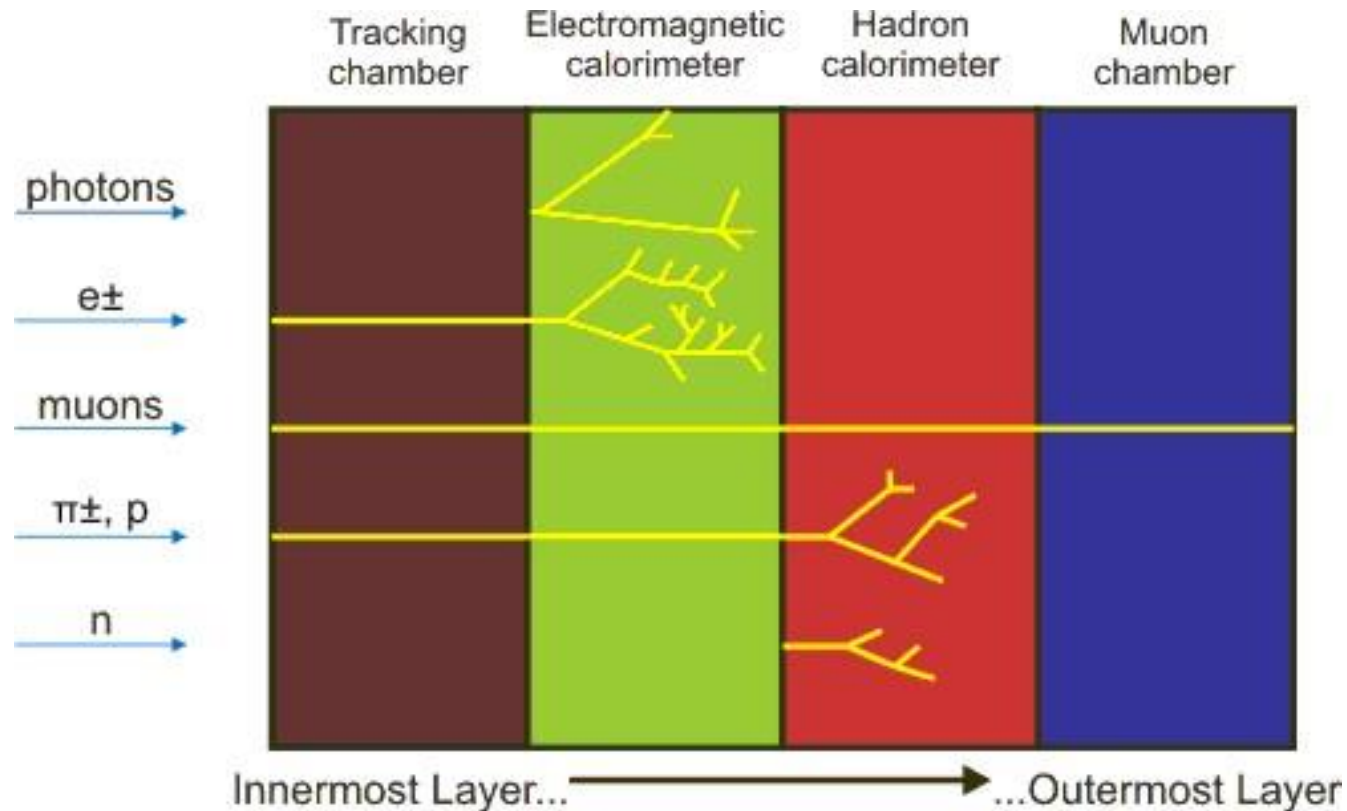 Tracking
chamber
Electromagnetic
calorimeter
Hadron
calorimeter
Muon
chamber
photons
e±
muons
π±, p
n
Innermost Layer...
...Outermost Layer